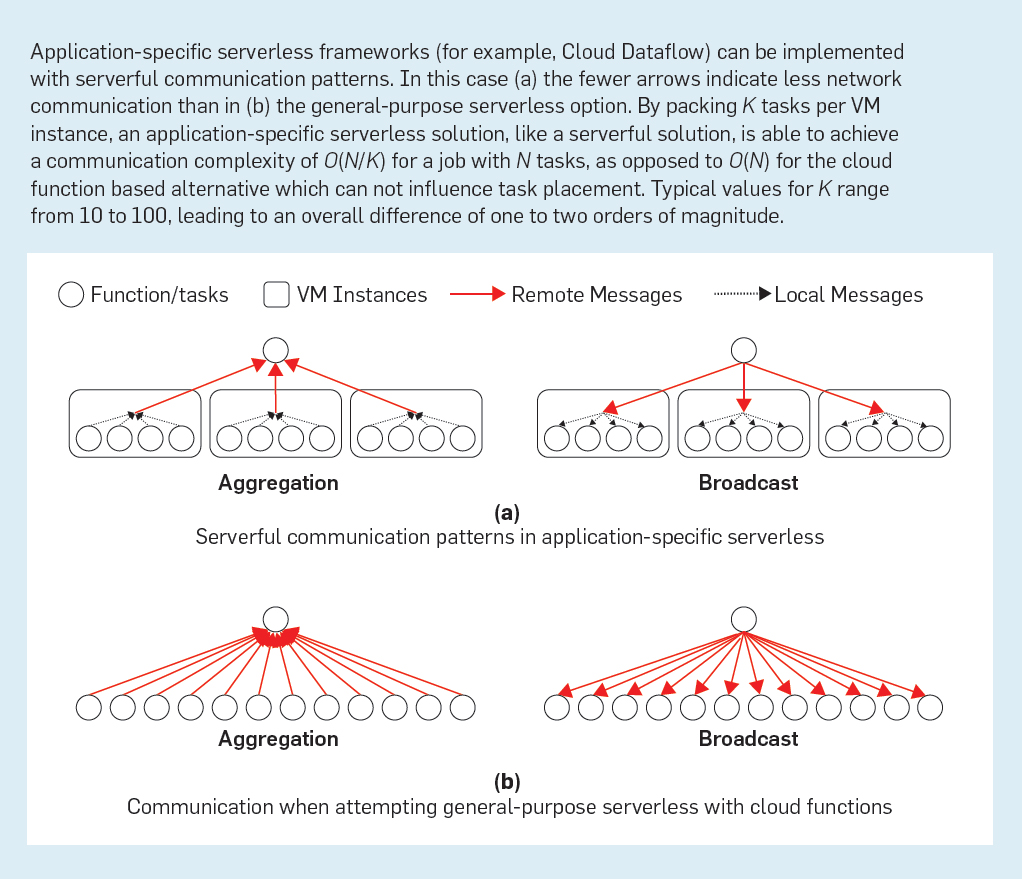 Application-specific serverless frameworks (for example, Cloud Dataflow) can be implemented
with serverful communication patterns. In this case (a) the fewer arrows indicate less network
communication than in (b) the general-purpose serverless option. By packing K tasks per VM
instance, an application-specific serverless solution, like a serverful solution, is able to achieve
a communication complexity of O(N/K) for a job with N tasks, as opposed to O(N) for the cloud
function based alternative which can not influence task placement. Typical values for K range
from 10 to 100, leading to an overall difference of one to two orders of magnitude.
Function/tasks VM Instances Remote Messages Local Messages
Aggregation Broadcast
(a)
Serverful communication patterns in application-specific serverless
Aggregation Broadcast
(b)
Communication when attempting general-purpose serverless with cloud functions